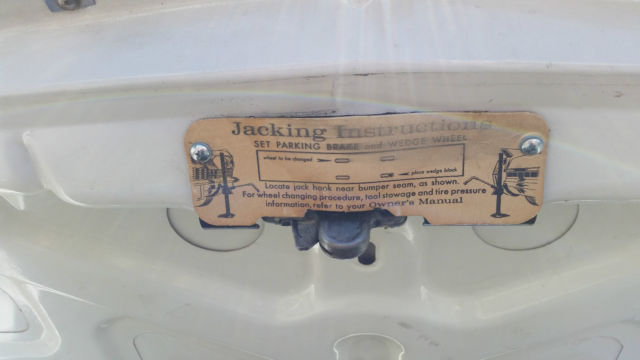 Jacking Instructions
SET PARKING BRAKE and WEDGE WHEEL
wheel to be changed
place wedge block
Locate jack hook near bumper seam, as shown.
For wheel changing procedure, tool stowage and tire pressure
information, refer to your Owner's Manual